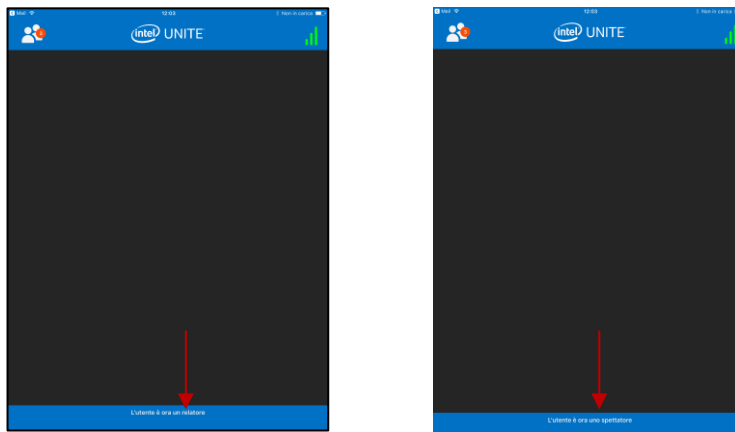 Mail 12:03 Non in carica
2 intel UNITE
L'utente è ora un relatore
Mail 12:03 Non in carica
intel UNITE
L'utente è ora uno spettatore